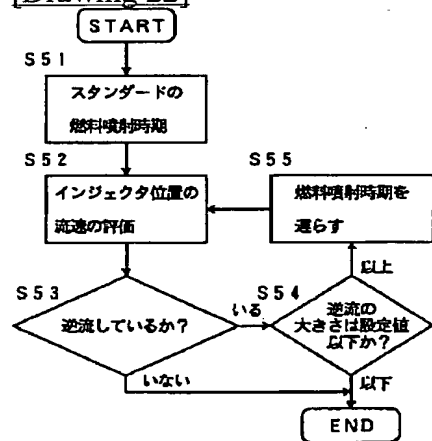 [Drawing 22]
START
S51
スタンダードの
燃料噴射時期
S52
インジェクタ位置の
流速の評価
S55
燃料噴射時期を
遅らす
S53
逆流しているか？
いる
いない
S54
逆流の
大きさは設定値
以下か？
以上
以下
END